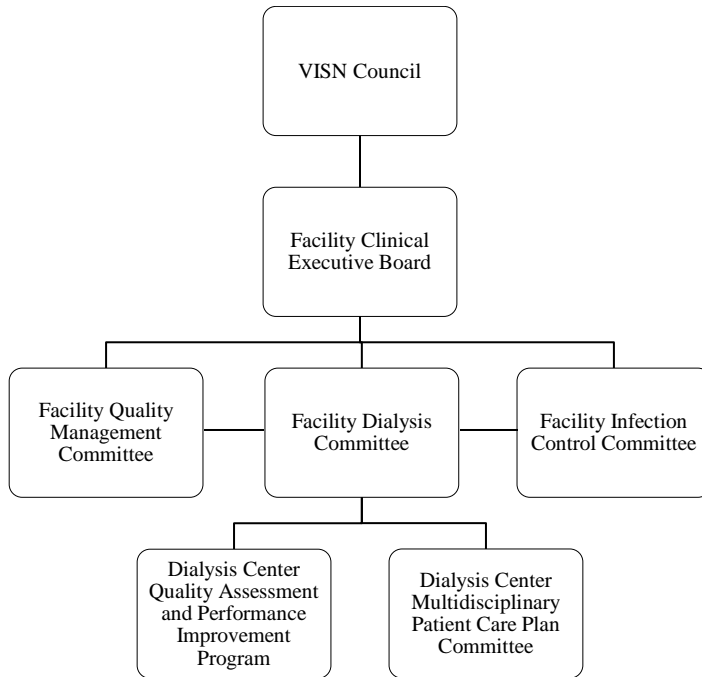 VISN Council
Facility Clinical
Executive Board
Facility Quality
Management
Committee
Facility Dialysis
Committee
Facility Infection
Control Committee
Dialysis Center
Quality Assessment
and Performance
Improvement
Program
Dialysis Center
Multidisciplinary
Patient Care Plan
Committee